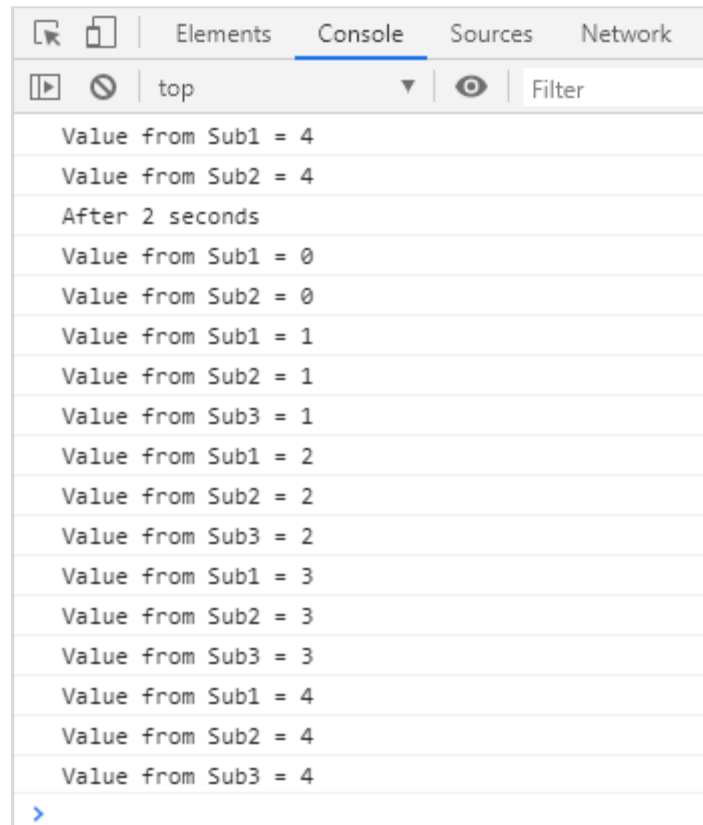 Elements Console Sources Network
top Filter
Value from Sub1 = 4
Value from Sub2 = 4
After 2 seconds
Value from Sub1 = 0
Value from Sub2 = 0
Value from Sub1 = 1
Value from Sub2 = 1
Value from Sub3 = 1
Value from Sub1 = 2
Value from Sub2 = 2
Value from Sub3 = 2
Value from Sub1 = 3
Value from Sub2 = 3
Value from Sub3 = 3
Value from Sub1 = 4
Value from Sub2 = 4
Value from Sub3 = 4
>